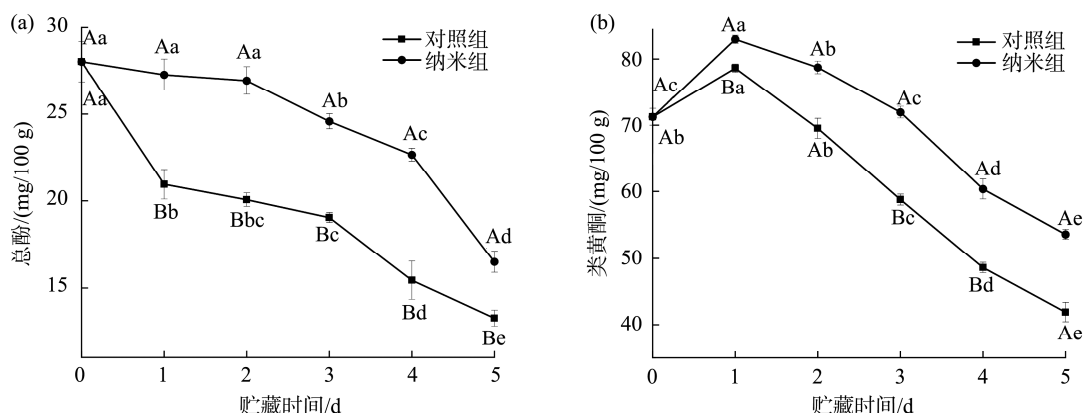 (a)
30
25
20
15
总酚/(mg/100 g)
对照组
纳米组
Aa
Aa
Aa
Aa
Ab
Ac
Ad
Bb
Bbc
Bc
Bd
Be
0 1 2 3 4 5
贮藏时间/d
(b)
80
70
60
50
40
类黄酮/(mg/100 g)
对照组
纳米组
Aa
Ab
Ac
Ac
Ad
Ae
Ab
Ba
Ab
Bc
Bd
Ae
0 1 2 3 4 5
贮藏时间/d